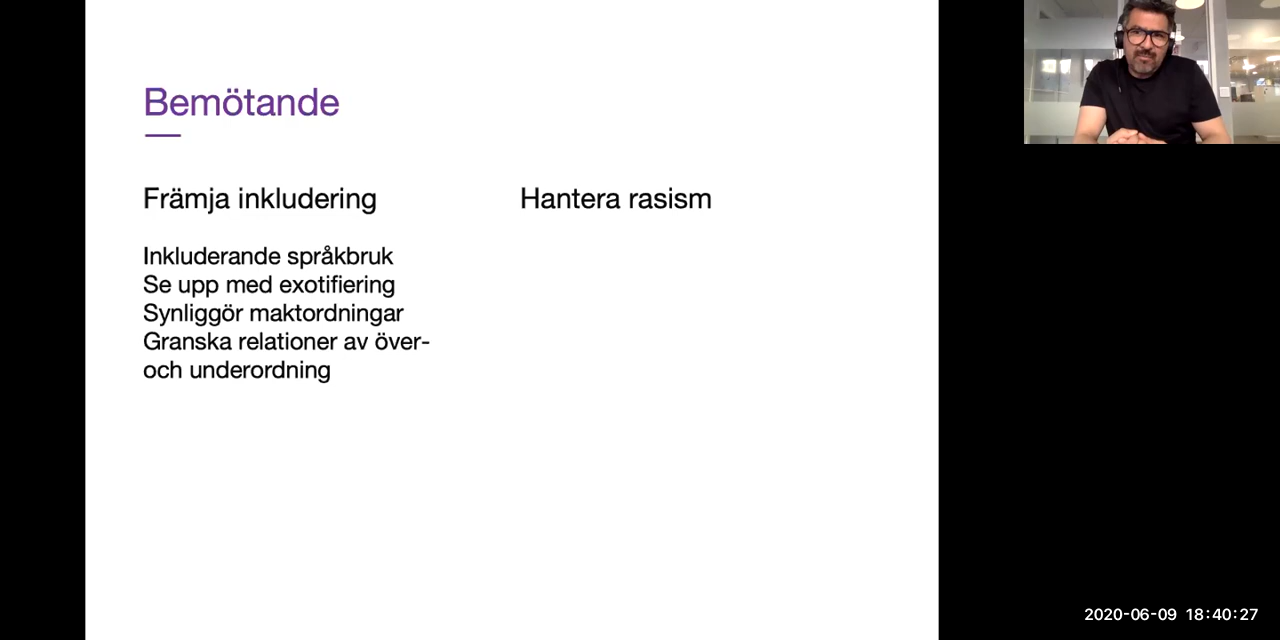 Bemötande
Främja inkludering
Hantera rasism
Inkluderande språkbruk
Se upp med exotifiering
Synliggör maktordningar
Granska relationer av över-
och underordning
2020-06-09 18:40:27